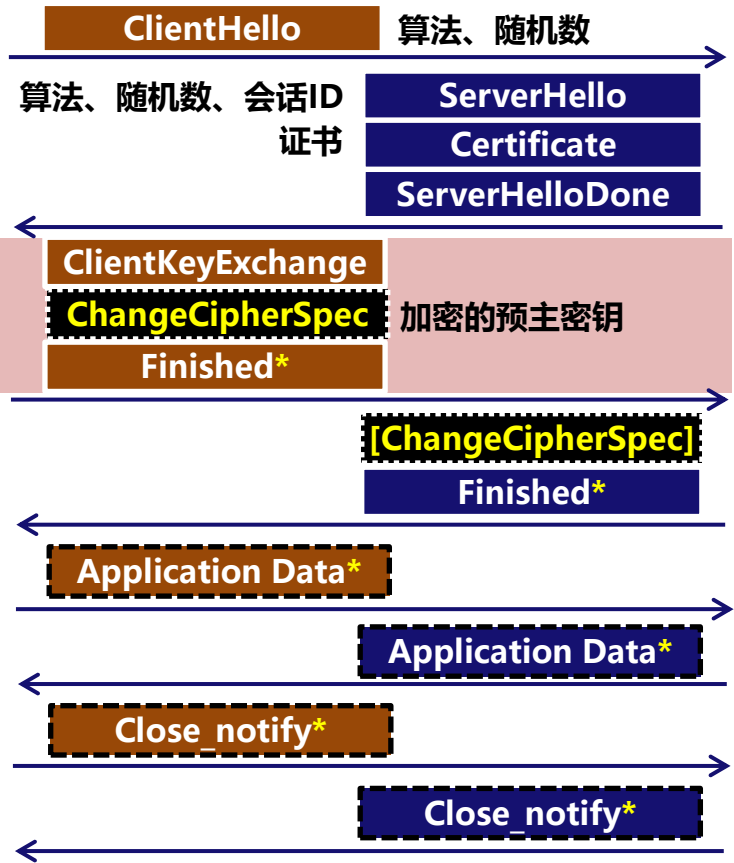 ClientHello 算法、随机数
算法、随机数、会话ID ServerHello
证书 Certificate
ServerHelloDone
ClientKeyExchange
ChangeCipherSpec 加密的预主密钥
Finished*
[ChangeCipherSpec]
Finished*
Application Data*
Application Data*
Close_notify*
Close_notify*